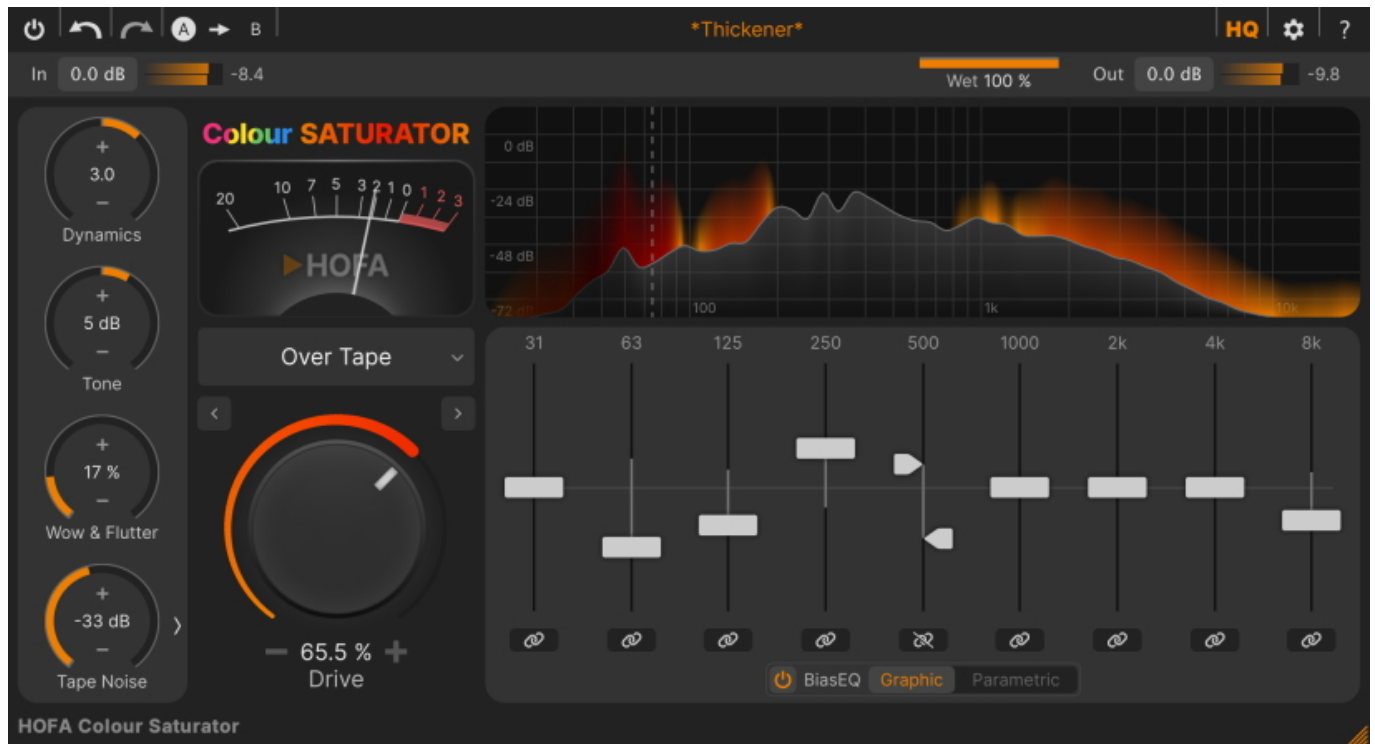 A B *Thickener* HQ ?
In 0.0 dB -8.4 Wet 100 % Out 0.0 dB -9.8
3.0
Dynamics
5 dB
Tone
17 %
Wow & Flutter
-33 dB
Tape Noise
Colour SATURATOR
20 10 7 5 3 2 1 0 1 2 3
HOFA
Over Tape
65.5 %
Drive
0 dB
-24 dB
-48 dB
-72 dB 100 1k 10k
31 63 125 250 500 1000 2k 4k 8k
BiasEQ Graphic Parametric
HOFA Colour Saturator